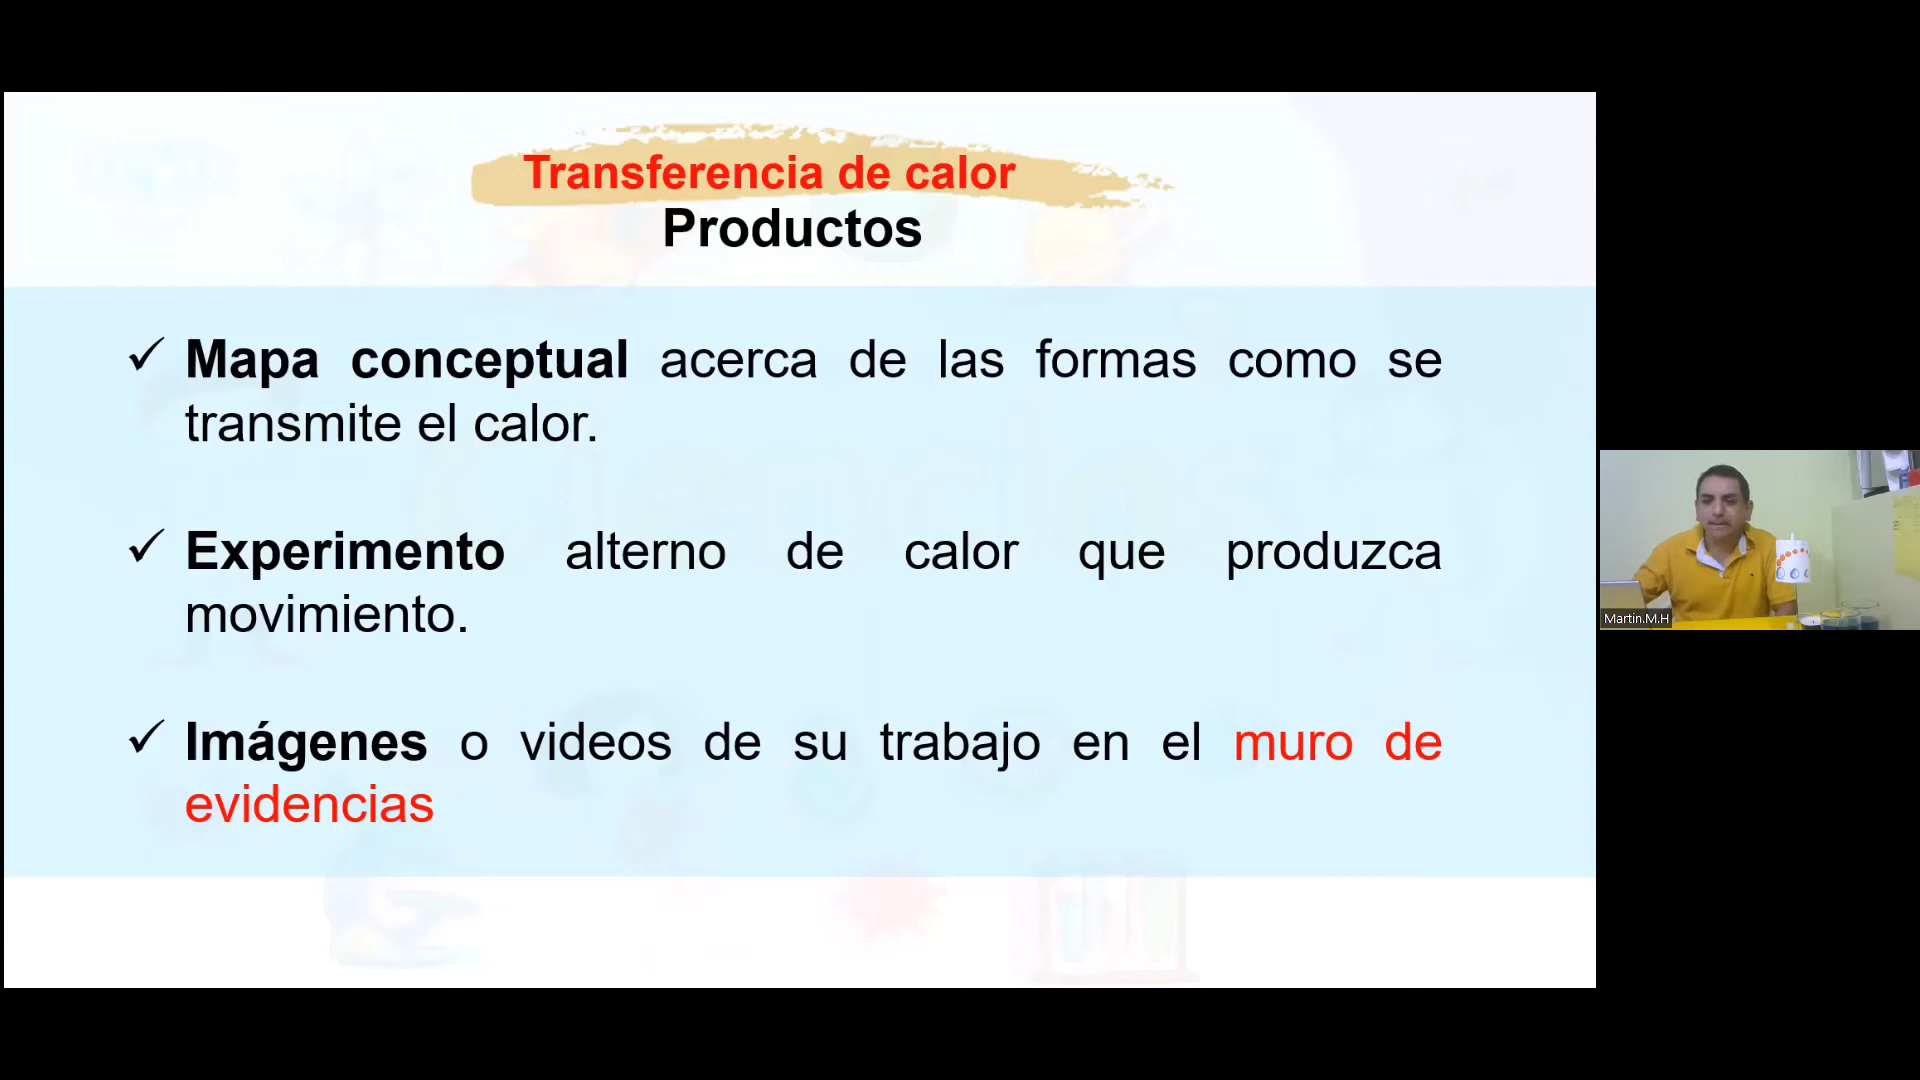 Transferencia de calor
Productos
✓ Mapa conceptual acerca de las formas como se
transmite el calor.
✓ Experimento alterno de calor que produzca
movimiento.
✓ Imágenes o videos de su trabajo en el muro de
evidencias
Martin.M.H